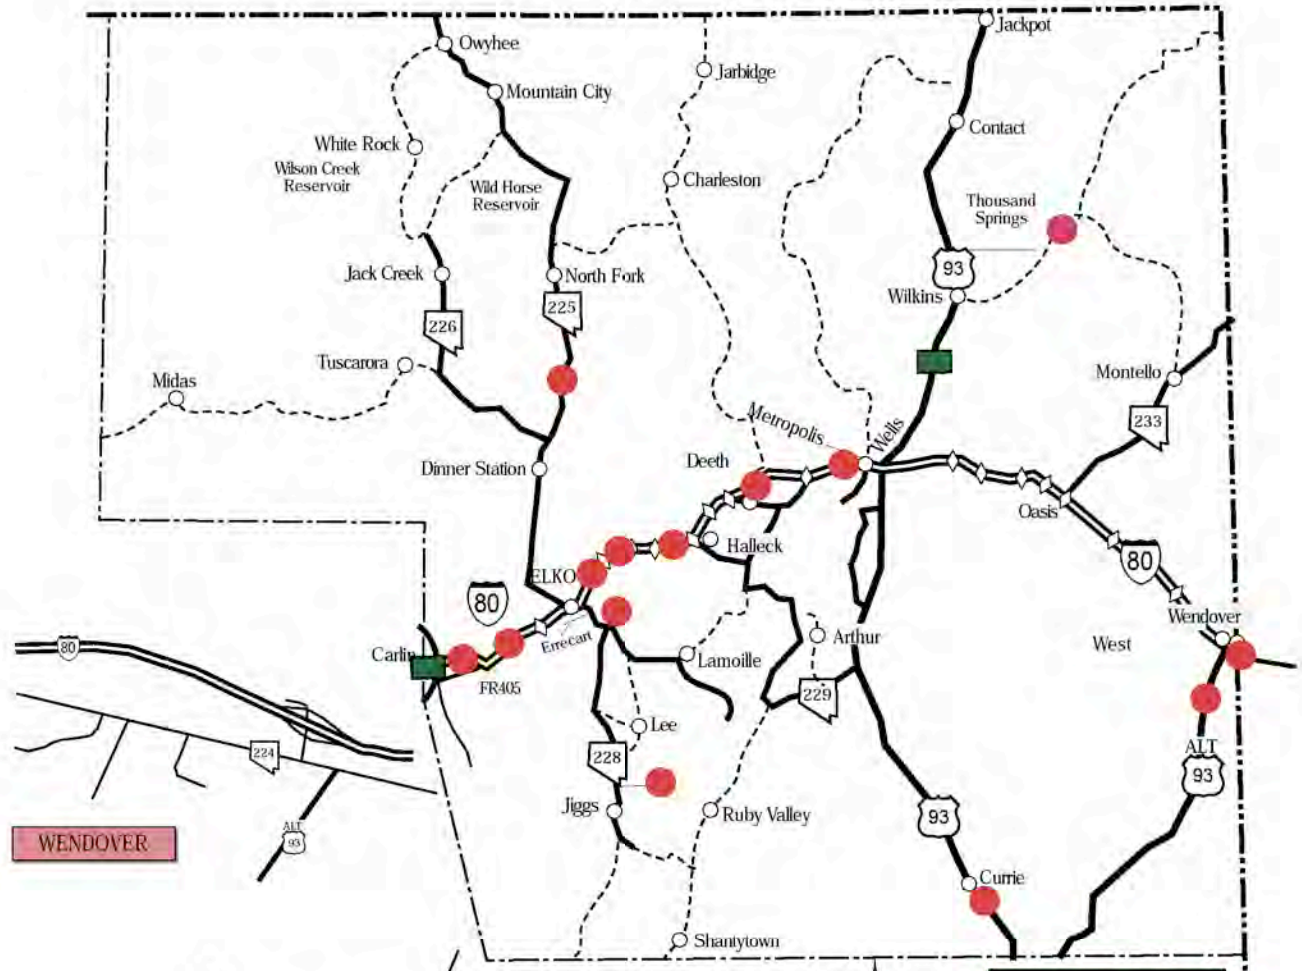 Jackpot
Owyhee
Jarbidge
Mountain City
Contact
White Rock
Wilson Creek
Reservoir
Wild Horse
Reservoir
Charleston
Thousand
Springs
93
Jack Creek
North Fork
Wilkins
225
226
Tuscarora
Montello
Midas
Metropolis
Wells
233
Dinner Station
Deeth
Oasis
Halleck
80
ELKO
80
Wendover
Errecart
Arthur
West
80
Carlin
Lamoille
FR405
229
Lee
228
224
ALT
93
Jiggs
Ruby Valley
93
ALT
93
WENDOVER
Currie
Shantytown